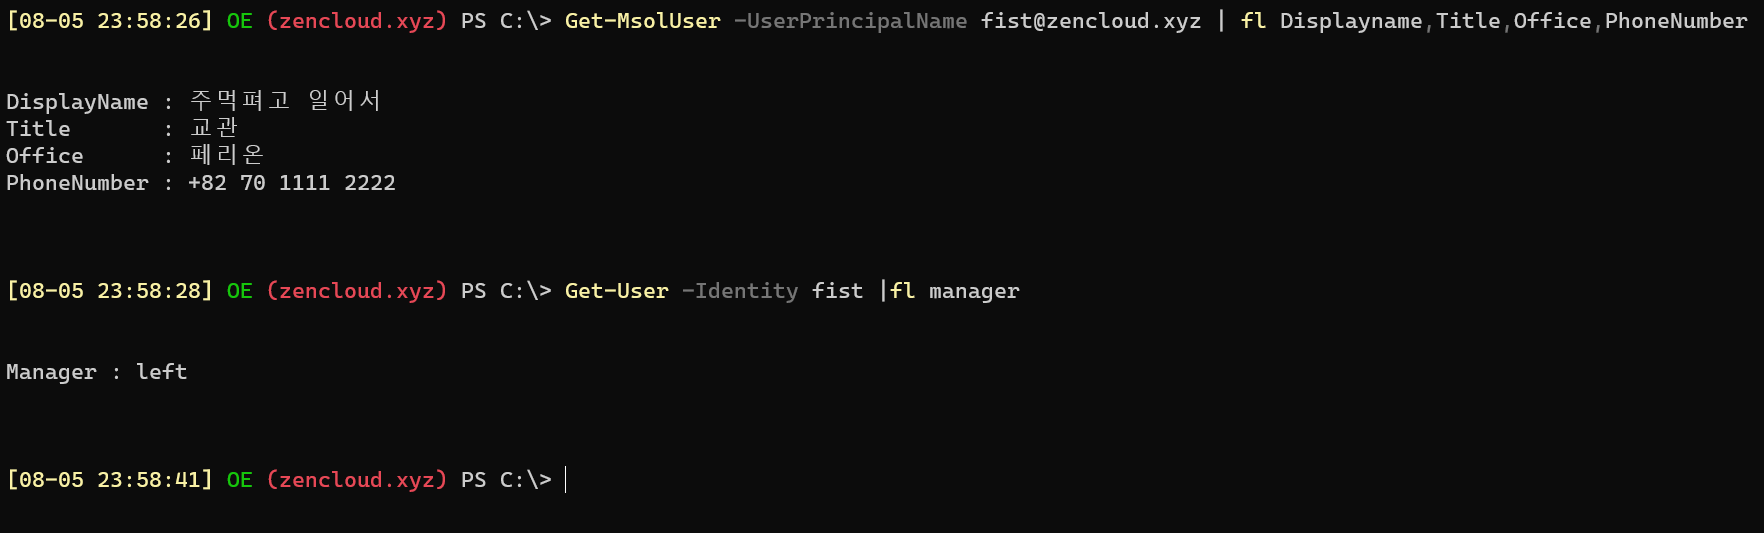 [08-05 23:58:26] OE (zencloud.xyz) PS C:\> Get-MsolUser -UserPrincipalName fist@zencloud.xyz | fl Displayname,Title,Office,PhoneNumber
DisplayName : 주먹펴고 일어서
Title       : 교관
Office      : 페리온
PhoneNumber : +82 70 1111 2222
[08-05 23:58:28] OE (zencloud.xyz) PS C:\> Get-User -Identity fist |fl manager
Manager : left
[08-05 23:58:41] OE (zencloud.xyz) PS C:\>